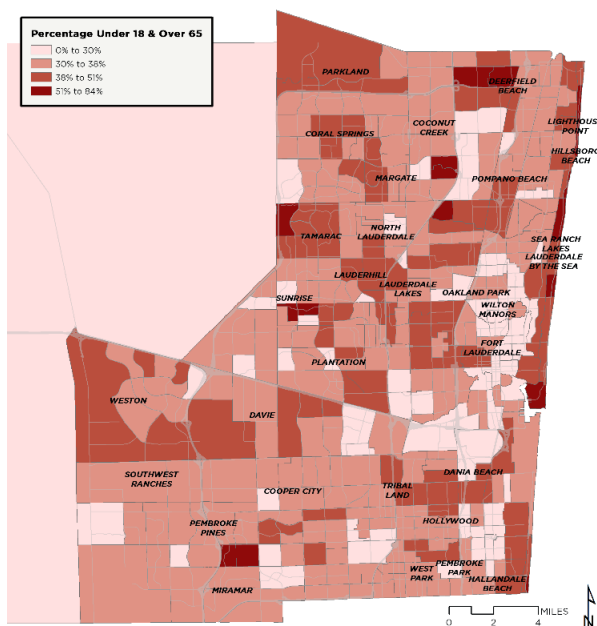 Percentage Under 18 & Over 65
0% to 30%
30% to 38%
38% to 51%
51% to 84%
PARKLAND
DEERFIELD
BEACH
COCONUT
CREEK
LIGHTHOUS
POINT
CORAL SPRINGS
HILLSBORO
BEACH
MARGATE
POMPANO BEACH
NORTH
LAUDERDALE
TAMARAC
SEA RANCH
LAKES
LAUDERDALE
BY THE SEA
LAUDERHILL
LAUDERDALE
LAKES
OAKLAND PARK
SUNRISE
WILTON
MANORS
FORT
LAUDERDALE
PLANTATION
WESTON
DAVIE
SOUTHWEST
RANCHES
DANIA BEACH
COOPER CITY
TRIBAL
LAND
PEMBROKE
PINES
HOLLYWOOD
WEST
PARK
PEMBROKE
PARK
HALLANDALE
BEACH
MIRAMAR
0 2 4 MILES
N